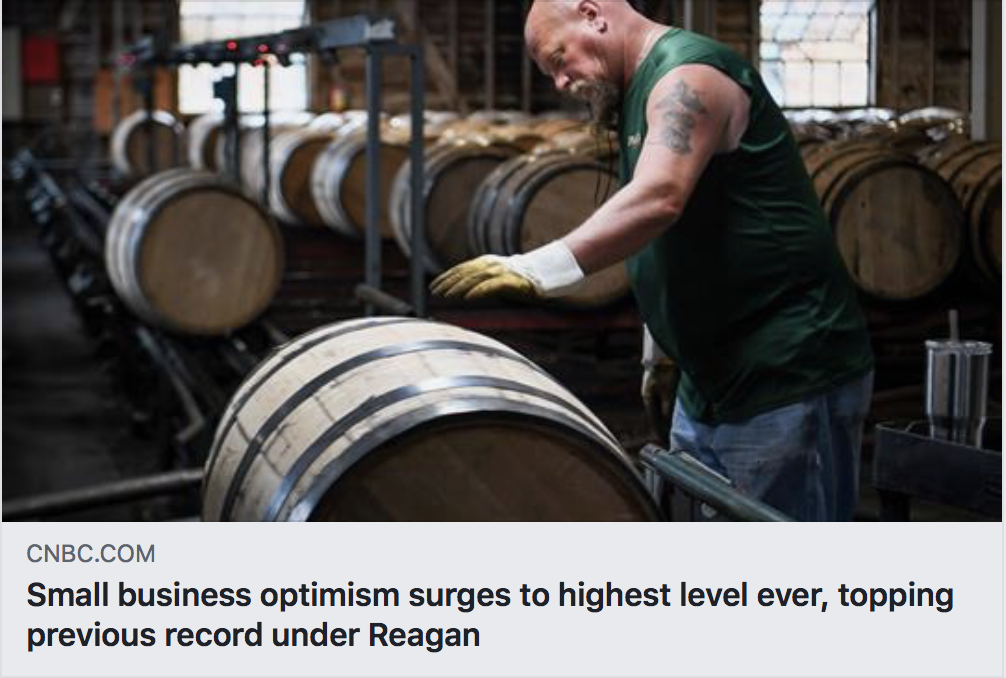 CNBC.COM
Small business optimism surges to highest level ever, topping
previous record under Reagan